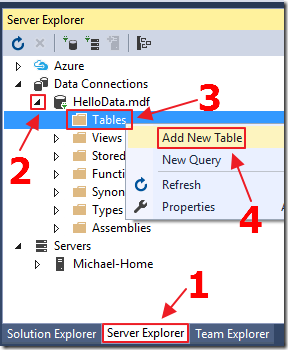 Server Explorer
Azure
Data Connections
HelloData.mdf
3
Tables
2
Views
Add New Table
Stored
New Query
Functi
Synon
Refresh
Types
Properties
Assemblies
4
Servers
Michael-Home
1
Solution Explorer
Server Explorer
Team Explorer